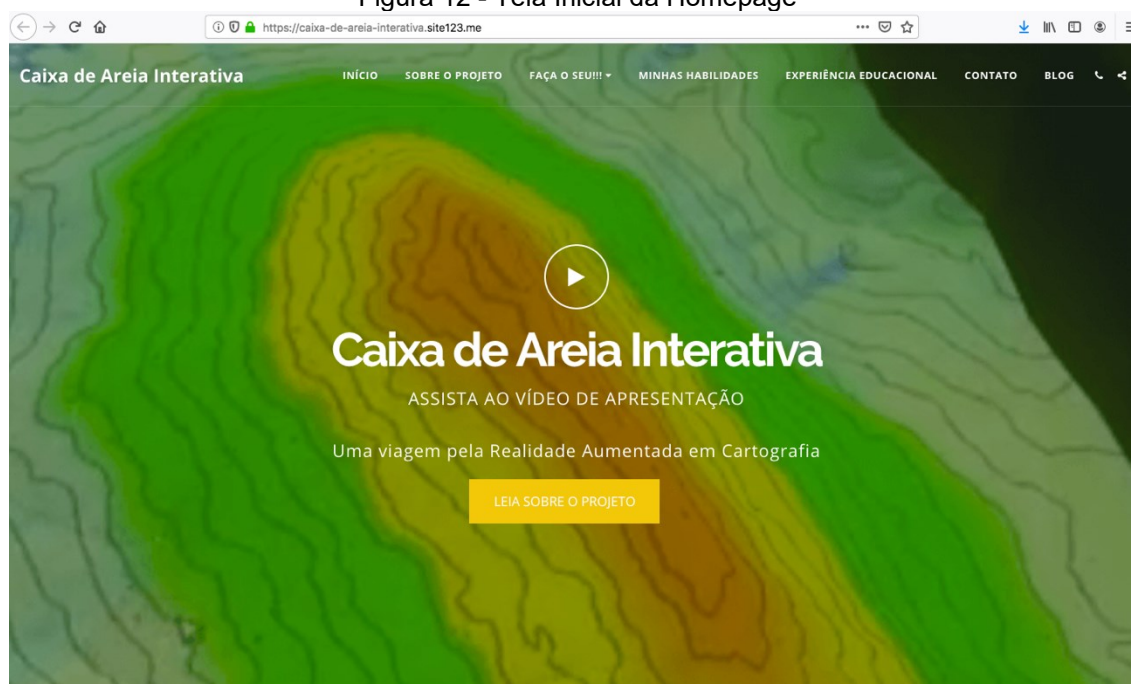 Figura 12 - Tela Inicial da Homepage
https://caixa-de-areia-interativa.site123.me
Caixa de Areia Interativa
INÍCIO SOBRE O PROJETO FAÇA O SEU!!! MINHAS HABILIDADES EXPERIÊNCIA EDUCACIONAL CONTATO BLOG
Caixa de Areia Interativa
ASSISTA AO VÍDEO DE APRESENTAÇÃO
Uma viagem pela Realidade Aumentada em Cartografia
LEIA SOBRE O PROJETO